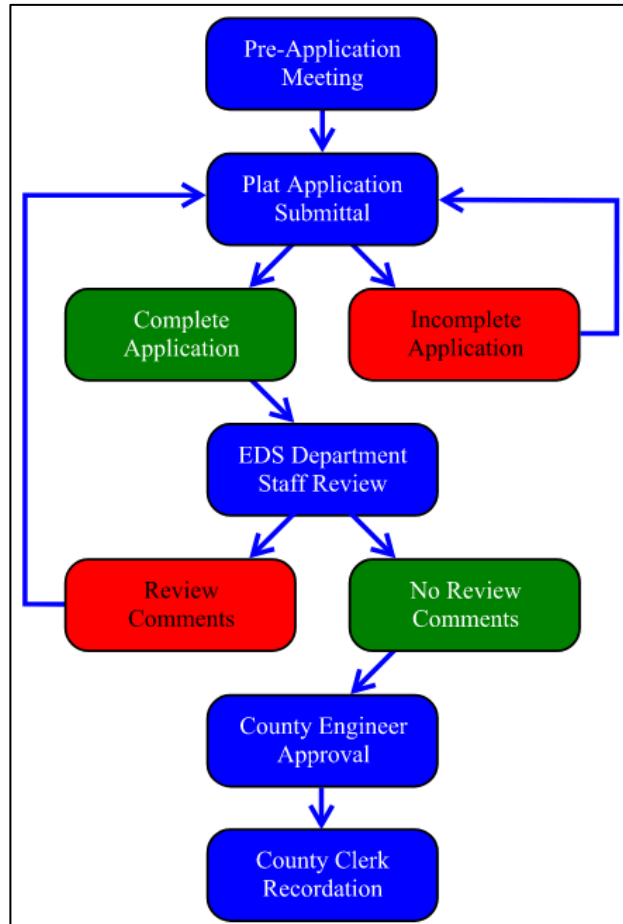 Pre-Application
Meeting
Plat Application
Submittal
Complete
Application
Incomplete
Application
EDS Department
Staff Review
Review
Comments
No Review
Comments
County Engineer
Approval
County Clerk
Recordation